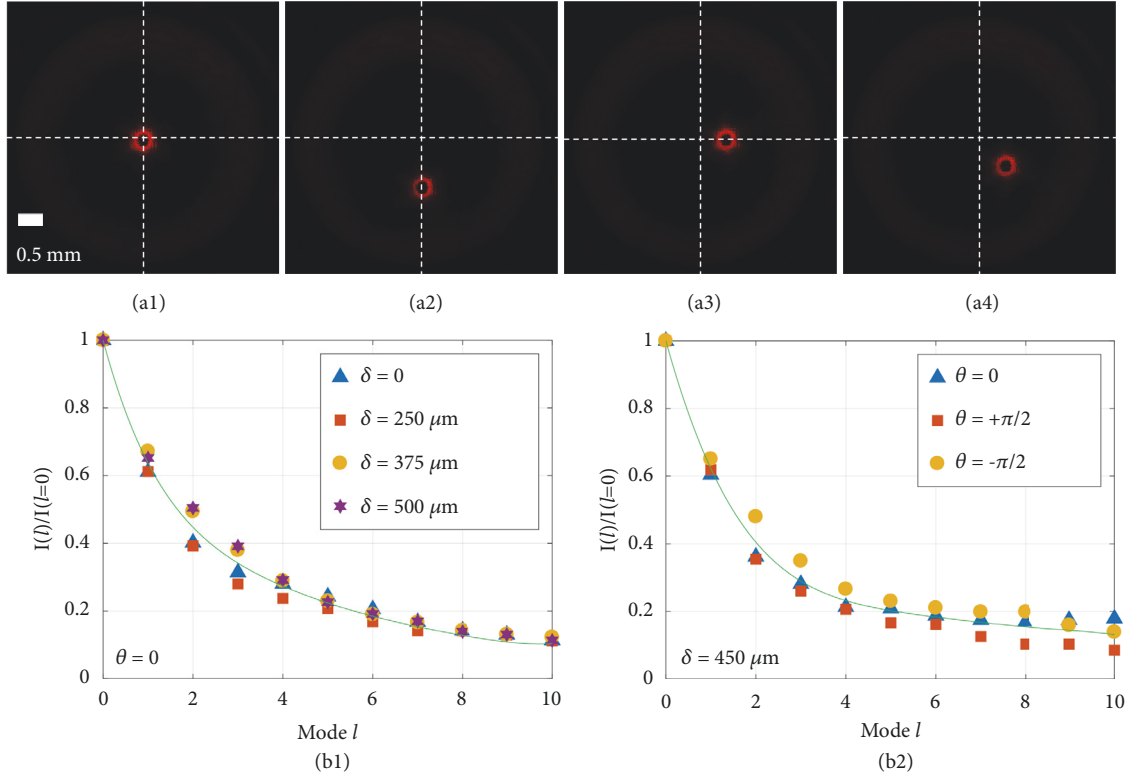 0.5 mm
(a1)
(a2)
(a3)
(a4)
I(l)/I(l=0)
1
0.8
0.6
0.4
0.2
0
δ = 0
δ = 250 μm
δ = 375 μm
δ = 500 μm
θ = 0
0
2
4
6
8
10
Mode l
(b1)
I(l)/I(l=0)
1
0.8
0.6
0.4
0.2
0
θ = 0
θ = +π/2
θ = -π/2
δ = 450 μm
0
2
4
6
8
10
Mode l
(b2)